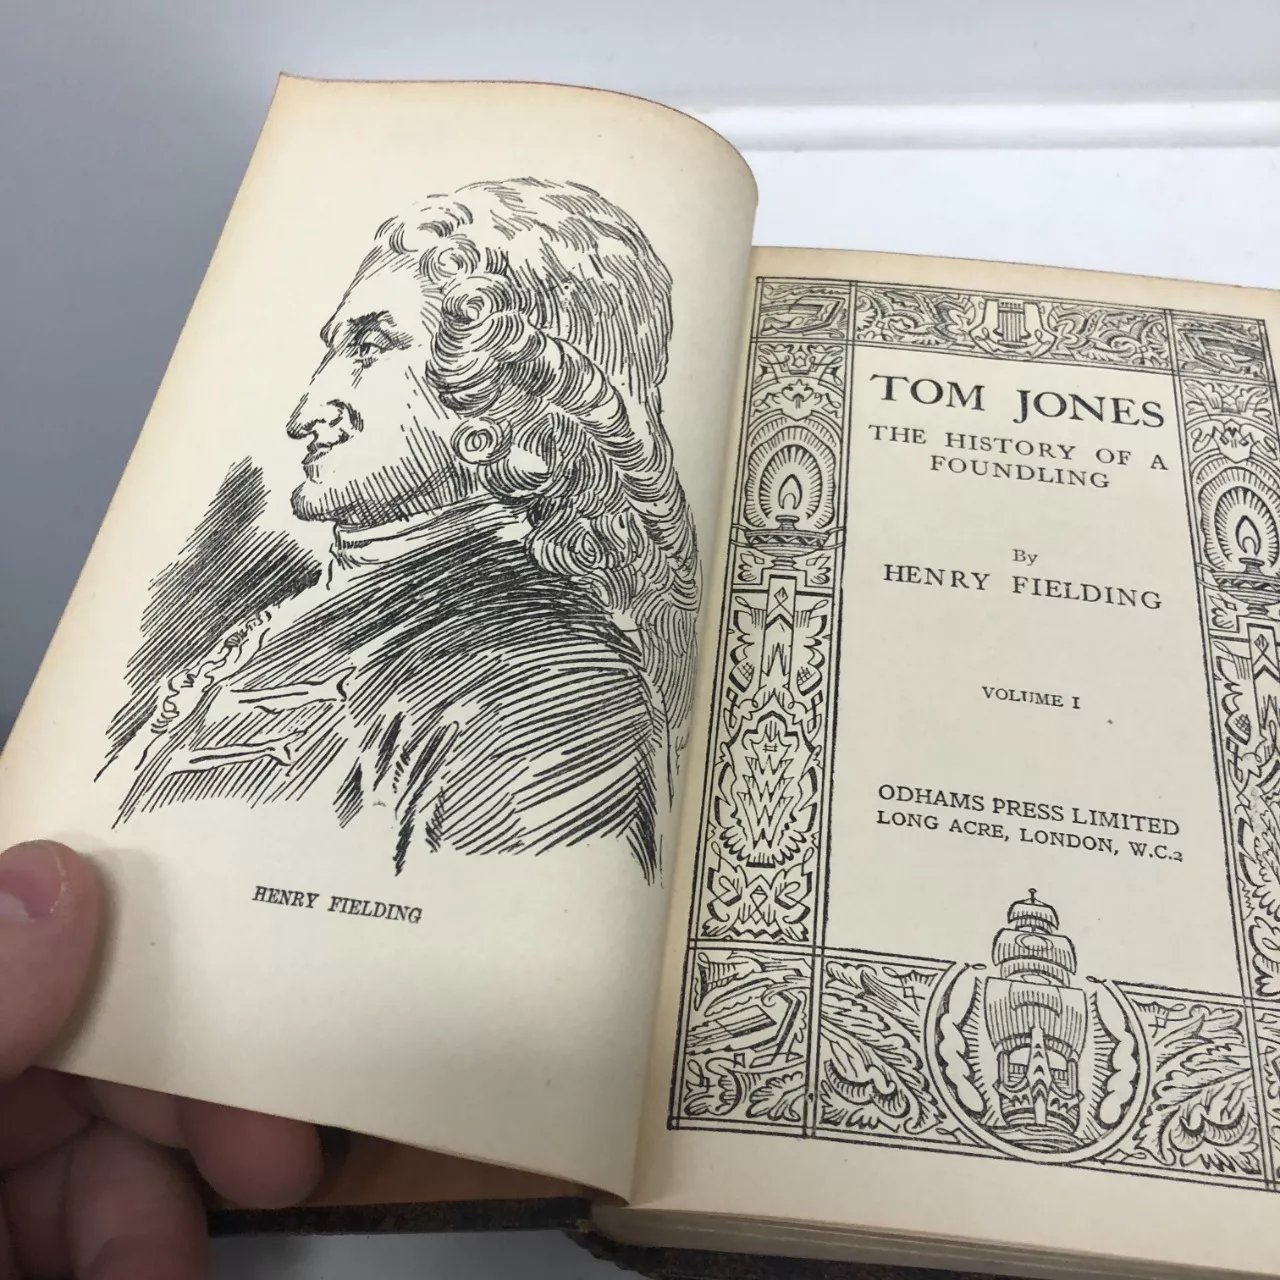 HENRY FIELDING
TOM JONES
THE HISTORY OF A
FOUNDLING
By
HENRY FIELDING
VOLUME I
ODHAMS PRESS LIMITED
LONG ACRE, LONDON, W.C.2